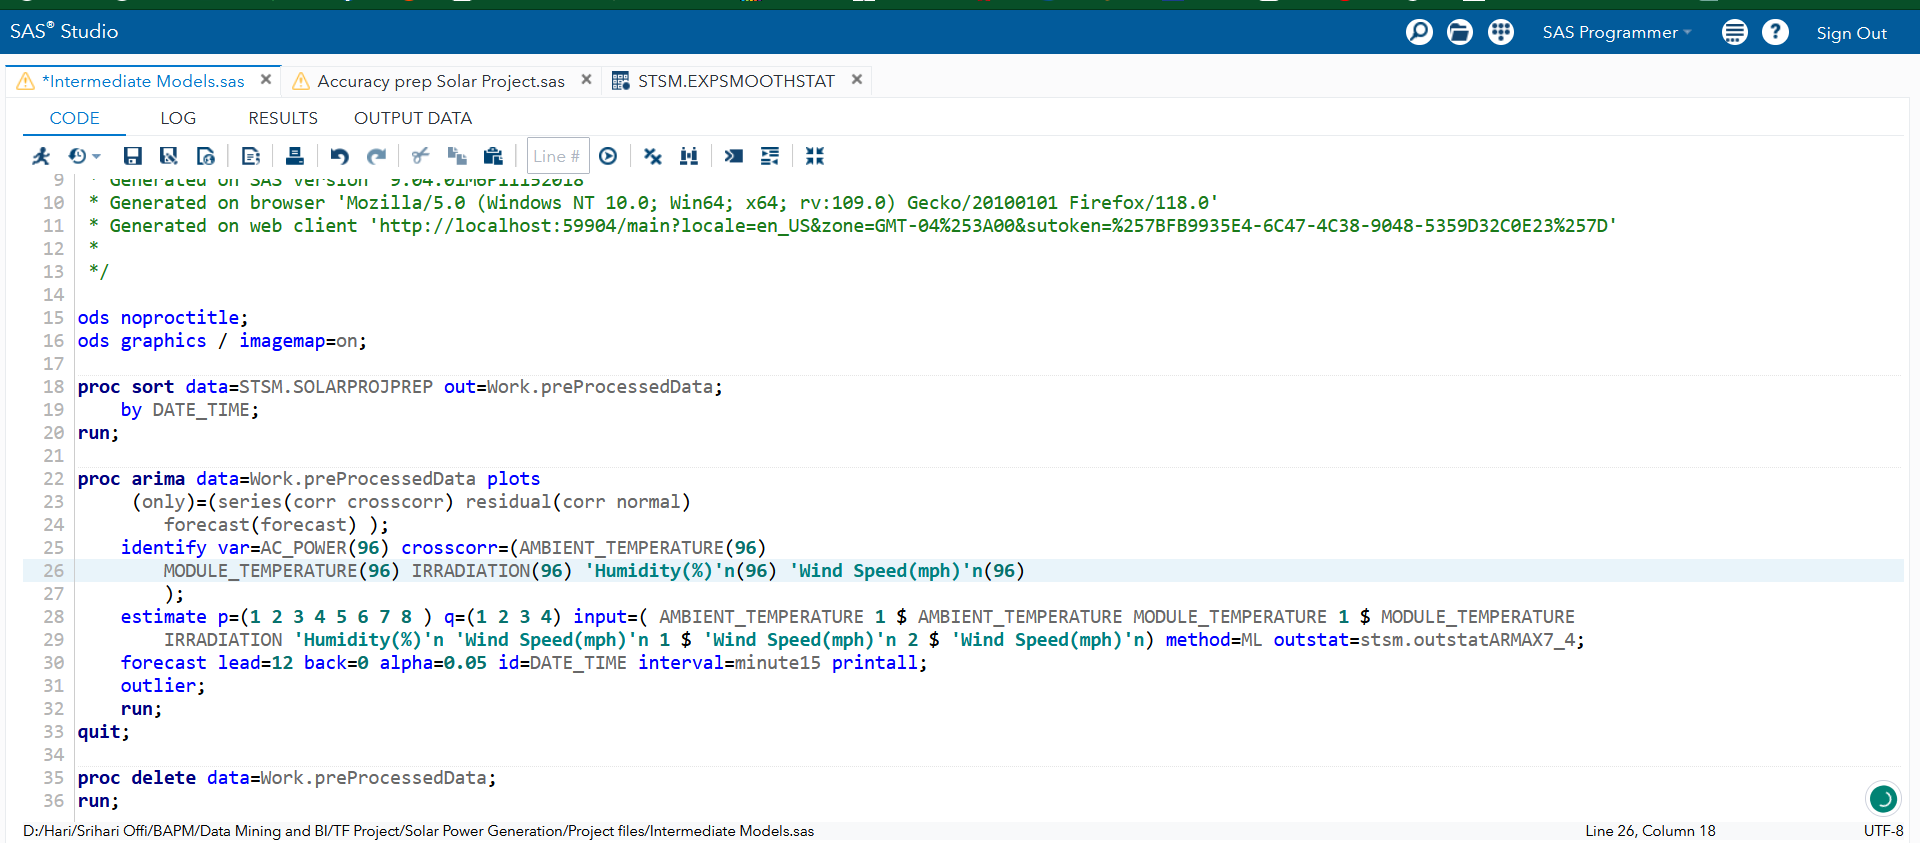 SAS® Studio
SAS Programmer
Sign Out
*Intermediate Models.sas
Accuracy prep Solar Project.sas
STSM.EXPSMOOTHSTAT
CODE LOG RESULTS OUTPUT DATA
Line #
9 * Generated on SAS version '9.04.01M6P11152018'
10 * Generated on browser 'Mozilla/5.0 (Windows NT 10.0; Win64; x64; rv:109.0) Gecko/20100101 Firefox/118.0'
11 * Generated on web client 'http://localhost:59904/main?locale=en_US&zone=GMT-04%253A00&sutoken=%257BFB9935E4-6C47-4C38-9048-5359D32C0E23%257D'
12 *
13 */
14
15 ods noproctitle;
16 ods graphics / imagemap=on;
17
18 proc sort data=STSM.SOLARPROJPREP out=Work.preProcessedData;
19 by DATE_TIME;
20 run;
21
22 proc arima data=Work.preProcessedData plots
23 (only)=(series(corr crosscorr) residual(corr normal)
24 forecast(forecast) );
25 identify var=AC_POWER(96) crosscorr=(AMBIENT_TEMPERATURE(96)
26 MODULE_TEMPERATURE(96) IRRADIATION(96) 'Humidity(%)'n(96) 'Wind Speed(mph)'n(96)
27 );
28 estimate p=(1 2 3 4 5 6 7 8 ) q=(1 2 3 4) input=( AMBIENT_TEMPERATURE 1 $ AMBIENT_TEMPERATURE MODULE_TEMPERATURE 1 $ MODULE_TEMPERATURE
29 IRRADIATION 'Humidity(%)'n 'Wind Speed(mph)'n 1 $ 'Wind Speed(mph)'n 2 $ 'Wind Speed(mph)'n) method=ML outstat=stsm.outstatARMAX7_4;
30 forecast lead=12 back=0 alpha=0.05 id=DATE_TIME interval=minute15 printall;
31 outlier;
32 run;
33 quit;
34
35 proc delete data=Work.preProcessedData;
36 run;
D:/Hari/Srihari Offi/BAPM/Data Mining and BI/TF Project/Solar Power Generation/Project files/Intermediate Models.sas
Line 26, Column 18
UTF-8